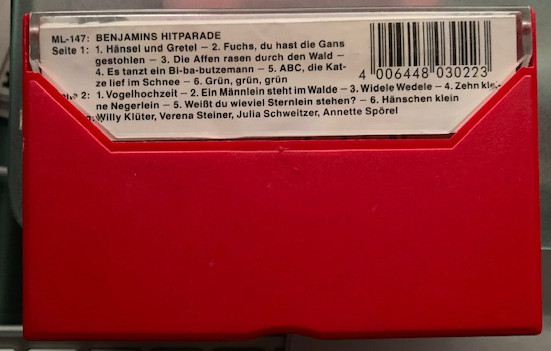 ML-147: BENJAMINS HITPARADE
Seite 1: 1. Hänsel und Gretel – 2. Fuchs, du hast die Gans
gestohlen – 3. Die Affen rasen durch den Wald –
4. Es tanzt ein Bi-ba-butzemann – 5. ABC, die Kat-
ze lief im Schnee – 6. Grün, grün, grün
2: 1. Vogelhochzeit – 2. Ein Männlein steht im Walde – 3. Widele Wedele – 4. Zehn klei-
ne Negerlein – 5. Weißt du wieviel Sternlein stehen? – 6. Hänschen klein
Willy Klüter, Verena Steiner, Julia Schweitzer, Annette Spörel
4 006448 030223